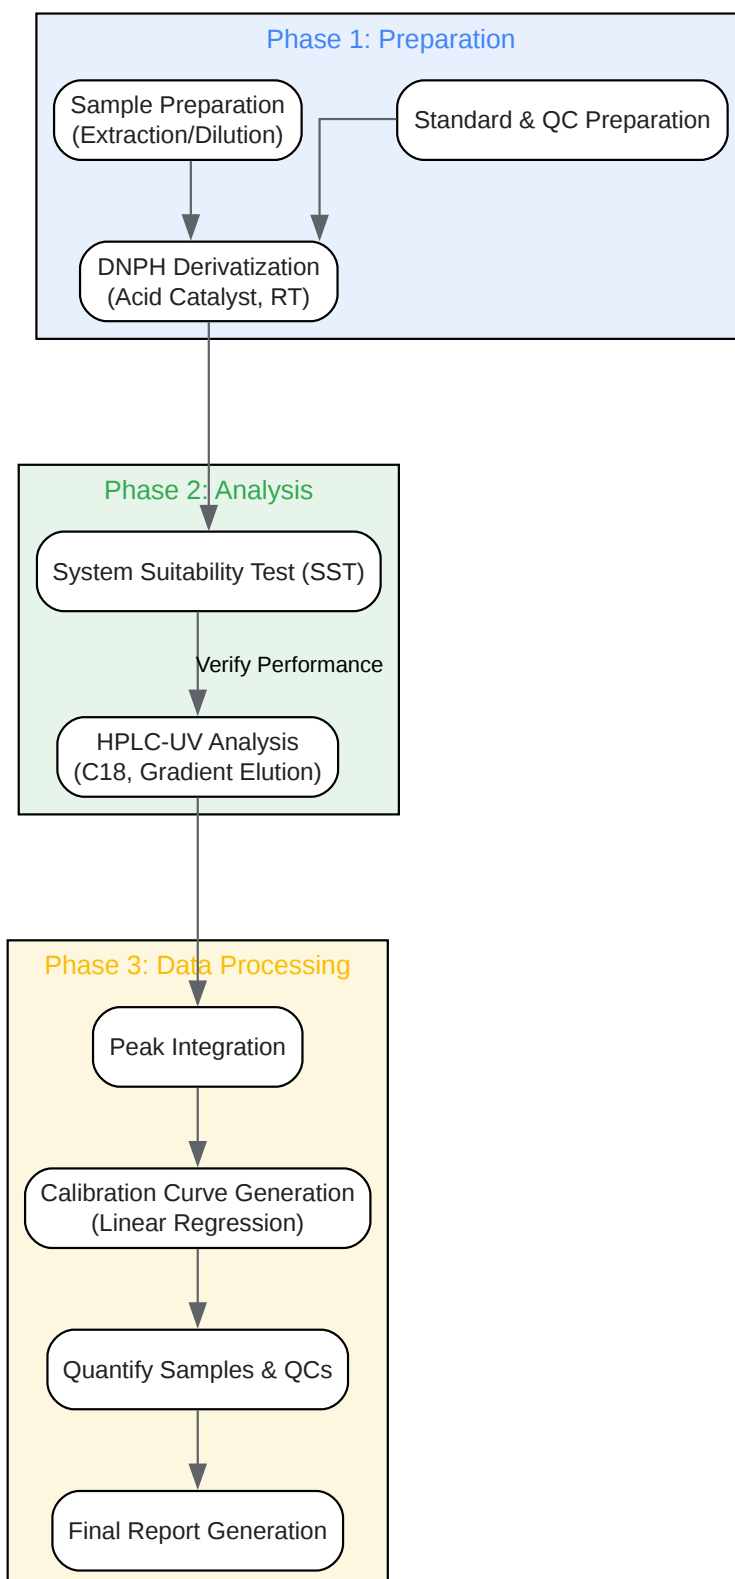 Phase 1: Preparation
Sample Preparation
(Extraction/Dilution)
Standard & QC Preparation
DNPH Derivatization
(Acid Catalyst, RT)
Phase 2: Analysis
System Suitability Test (SST)
Verify Performance
HPLC-UV Analysis
(C18, Gradient Elution)
Phase 3: Data Processing
Peak Integration
Calibration Curve Generation
(Linear Regression)
Quantify Samples & QCs
Final Report Generation